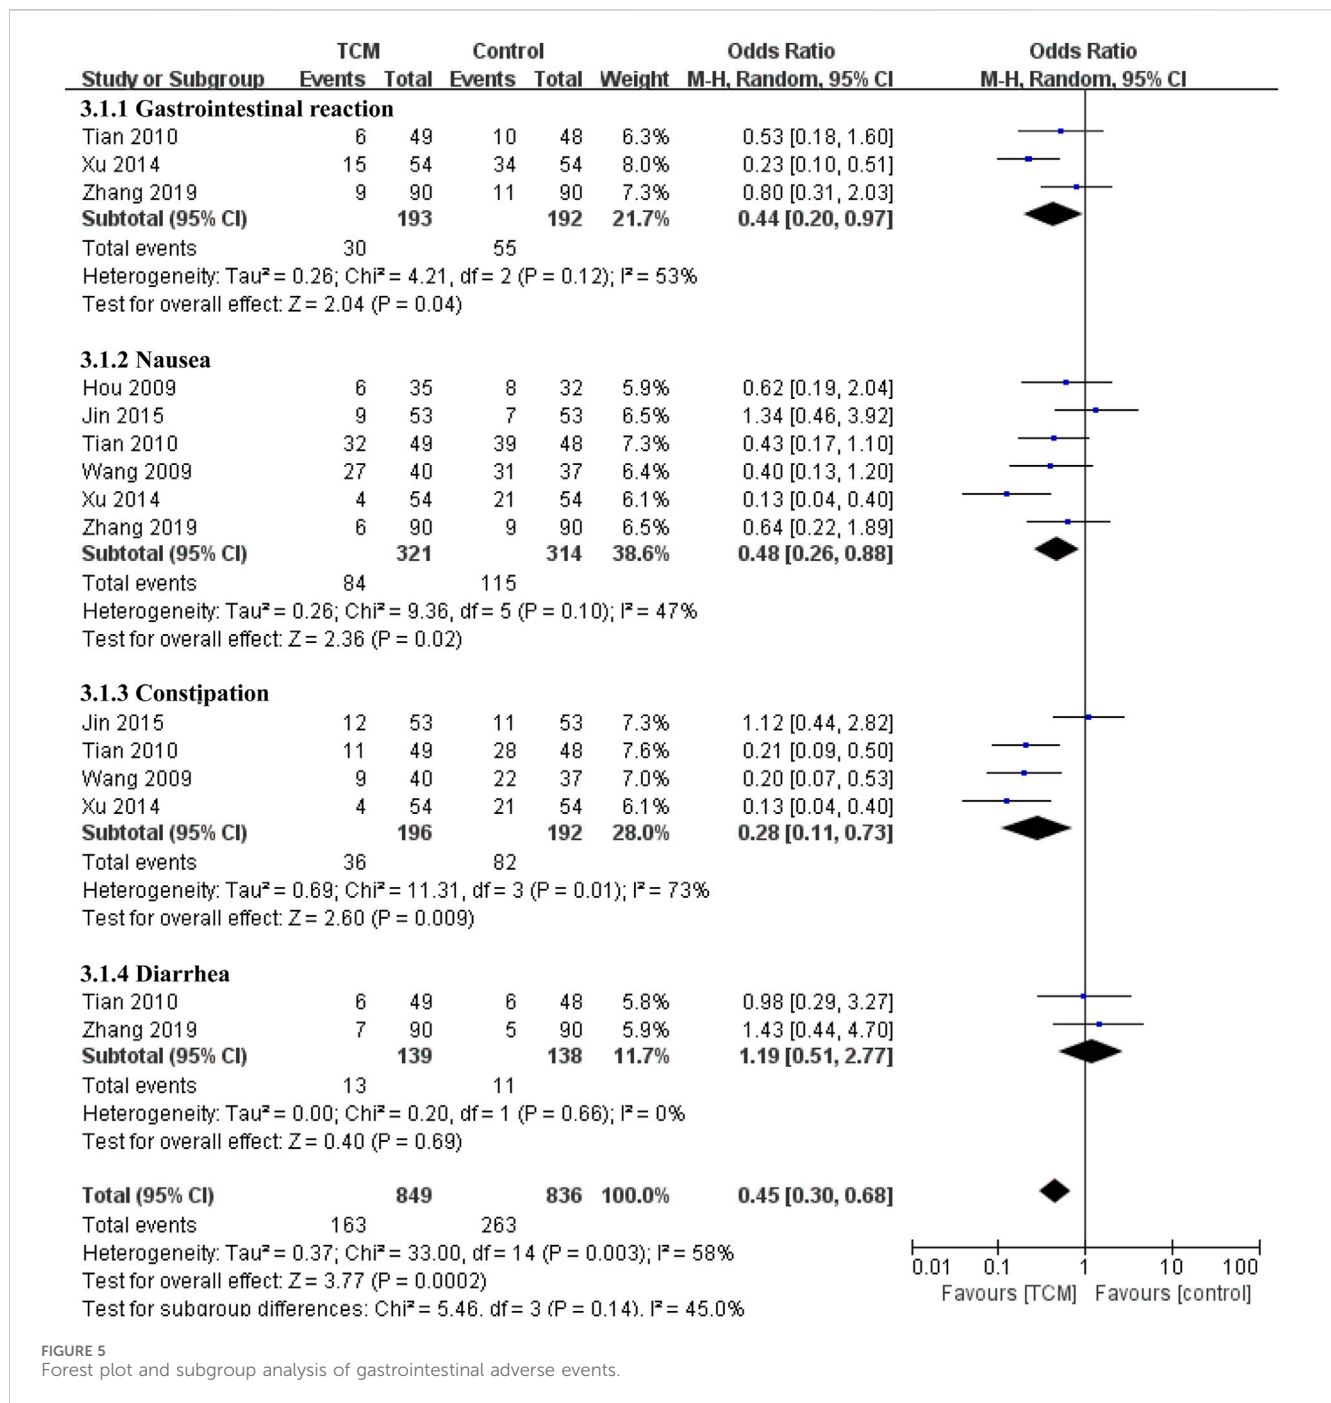 TCM Control Odds Ratio Odds Ratio
Study or Subgroup Events Total Events Total Weight M-H, Random, 95% CI M-H, Random, 95% CI
3.1.1 Gastrointestinal reaction
Tian 2010 6 49 10 48 6.3% 0.53 [0.18, 1.60]
Xu 2014 15 54 34 54 8.0% 0.23 [0.10, 0.51]
Zhang 2019 9 90 11 90 7.3% 0.80 [0.31, 2.03]
Subtotal (95% CI) 193 192 21.7% 0.44 [0.20, 0.97]
Total events 30 55
Heterogeneity: Tau² = 0.26; Chi² = 4.21, df = 2 (P = 0.12); I² = 53%
Test for overall effect: Z = 2.04 (P = 0.04)
3.1.2 Nausea
Hou 2009 6 35 8 32 5.9% 0.62 [0.19, 2.04]
Jin 2015 9 53 7 53 6.5% 1.34 [0.46, 3.92]
Tian 2010 32 49 39 48 7.3% 0.43 [0.17, 1.10]
Wang 2009 27 40 31 37 6.4% 0.40 [0.13, 1.20]
Xu 2014 4 54 21 54 6.1% 0.13 [0.04, 0.40]
Zhang 2019 6 90 9 90 6.5% 0.64 [0.22, 1.89]
Subtotal (95% CI) 321 314 38.6% 0.48 [0.26, 0.88]
Total events 84 115
Heterogeneity: Tau² = 0.26; Chi² = 9.36, df = 5 (P = 0.10); I² = 47%
Test for overall effect: Z = 2.36 (P = 0.02)
3.1.3 Constipation
Jin 2015 12 53 11 53 7.3% 1.12 [0.44, 2.82]
Tian 2010 11 49 28 48 7.6% 0.21 [0.09, 0.50]
Wang 2009 9 40 22 37 7.0% 0.20 [0.07, 0.53]
Xu 2014 4 54 21 54 6.1% 0.13 [0.04, 0.40]
Subtotal (95% CI) 196 192 28.0% 0.28 [0.11, 0.73]
Total events 36 82
Heterogeneity: Tau² = 0.69; Chi² = 11.31, df = 3 (P = 0.01); I² = 73%
Test for overall effect: Z = 2.60 (P = 0.009)
3.1.4 Diarrhea
Tian 2010 6 49 6 48 5.8% 0.98 [0.29, 3.27]
Zhang 2019 7 90 5 90 5.9% 1.43 [0.44, 4.70]
Subtotal (95% CI) 139 138 11.7% 1.19 [0.51, 2.77]
Total events 13 11
Heterogeneity: Tau² = 0.00; Chi² = 0.20, df = 1 (P = 0.66); I² = 0%
Test for overall effect: Z = 0.40 (P = 0.69)
Total (95% CI) 849 836 100.0% 0.45 [0.30, 0.68]
Total events 163 263
Heterogeneity: Tau² = 0.37; Chi² = 33.00, df = 14 (P = 0.003); I² = 58%
Test for overall effect: Z = 3.77 (P = 0.0002)
Test for subgroup differences: Chi² = 5.46, df = 3 (P = 0.14), I² = 45.0%
0.01 0.1 1 10 100
Favours [TCM] Favours [control]
FIGURE 5
Forest plot and subgroup analysis of gastrointestinal adverse events.